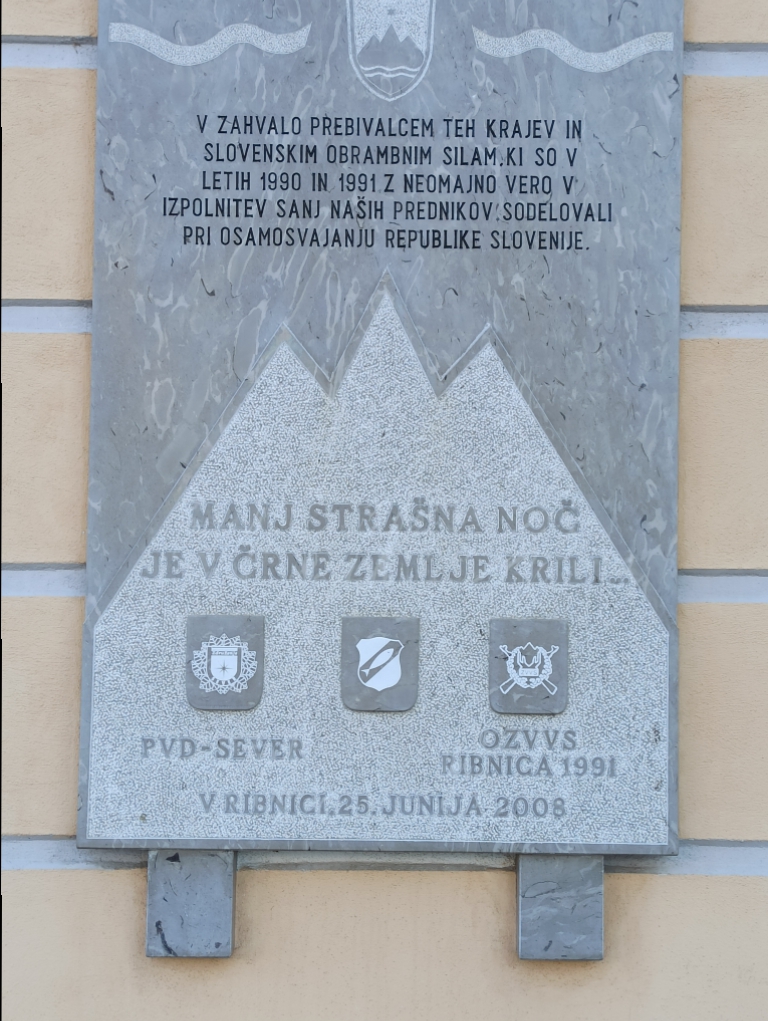 V ZAHVALO PREBIVALCEM TEH KRAJEV IN
SLOVENSKIM OBRAMBNIM SILAM, KI SO V
LETIH 1990 IN 1991 Z NEOMAJNO VERO V
IZPOLNITEV SANJ NAŠIH PREDNIKOV, SODELOVALI
PRI OSAMOSVAJANJU REPUBLIKE SLOVENIJE.
MANJ STRAŠNA NOČ
JE V ČRNE ZEMLJE KRILI...
PVD-SEVER
OZVVS
RIBNICA 1991
V RIBNICI, 25. JUNIJA 2008